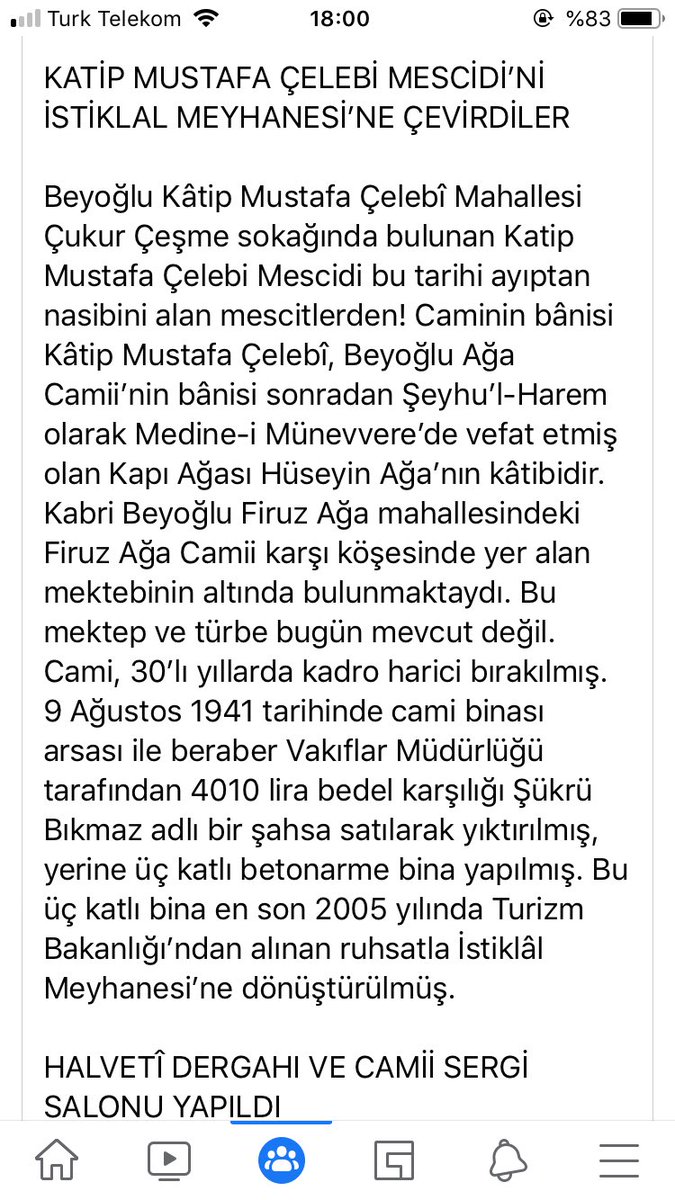 Turk Telekom
18:00
%83
KATİP MUSTAFA ÇELEBİ MESCİDİ’Nİ
İSTİKLAL MEYHANESİ’NE ÇEVİRDİLER
Beyoğlu Kâtip Mustafa Çelebî Mahallesi
Çukur Çeşme sokağında bulunan Katip
Mustafa Çelebi Mescidi bu tarihi ayıptan
nasibini alan mescitlerden! Caminin bânisi
Kâtip Mustafa Çelebî, Beyoğlu Ağa
Camii’nin bânisi sonradan Şeyhu’l-Harem
olarak Medine-i Münevvere’de vefat etmiş
olan Kapı Ağası Hüseyin Ağa’nın kâtibidir.
Kabri Beyoğlu Firuz Ağa mahallesindeki
Firuz Ağa Camii karşı köşesinde yer alan
mektebinin altında bulunmaktaydı. Bu
mektep ve türbe bugün mevcut değil.
Cami, 30’lı yıllarda kadro harici bırakılmış.
9 Ağustos 1941 tarihinde cami binası
arsası ile beraber Vakıflar Müdürlüğü
tarafından 4010 lira bedel karşılığı Şükrü
Bıkmaz adlı bir şahsa satılarak yıktırılmış,
yerine üç katlı betonarme bina yapılmış. Bu
üç katlı bina en son 2005 yılında Turizm
Bakanlığı’ndan alınan ruhsatla İstiklâl
Meyhanesi’ne dönüştürülmüş.
HALVETÎ DERGAHI VE CAMİİ SERGİ
SALONU YAPILDI